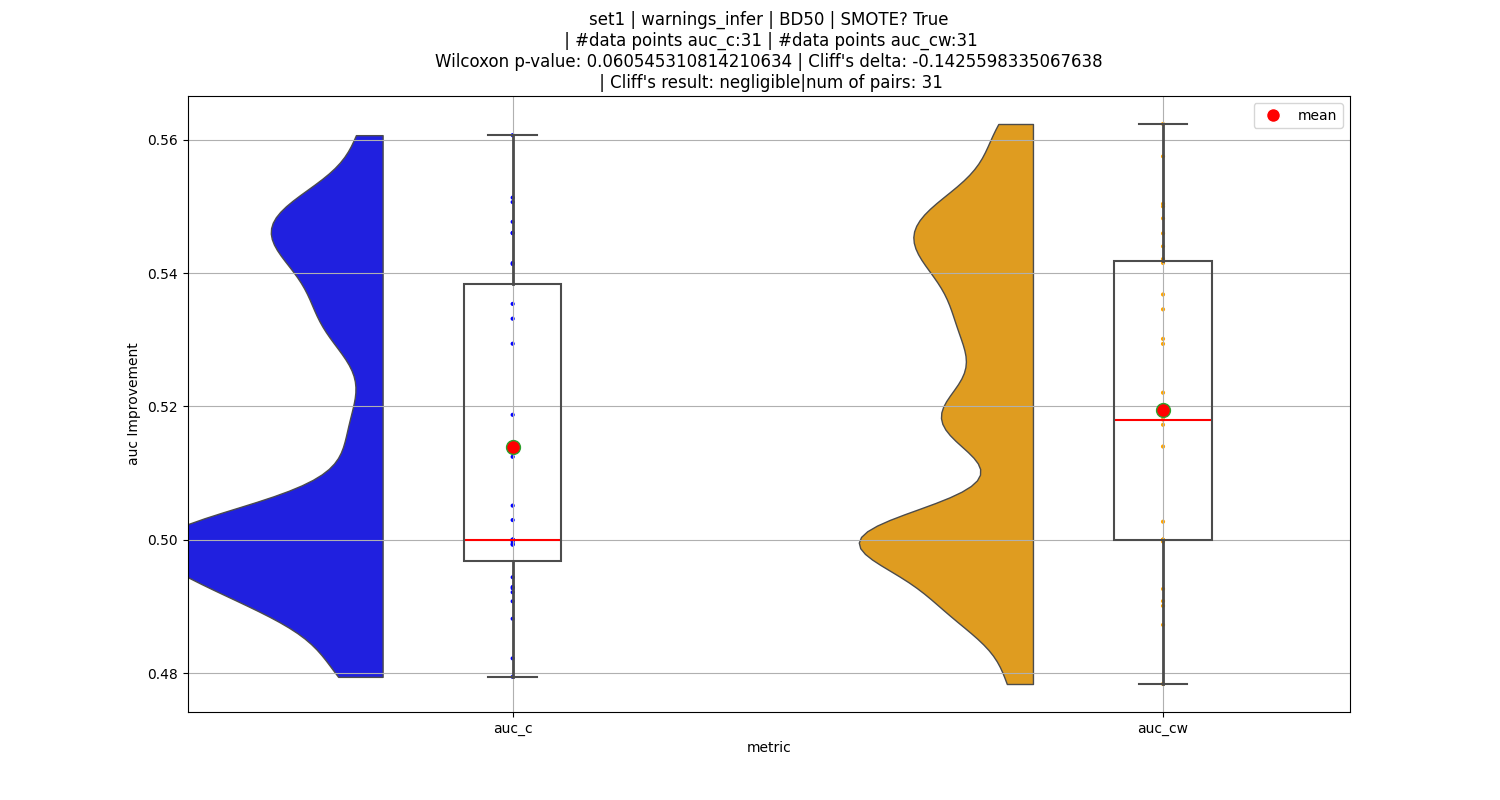 set1 | warnings_infer | BD50 | SMOTE? True
| #data points auc_c:31 | #data points auc_cw:31
Wilcoxon p-value: 0.060545310814210634 | Cliff's delta: -0.1425598335067638
| Cliff's result: negligible|num of pairs: 31
mean
0.56
0.54
0.52
0.50
0.48
auc Improvement
auc_c
auc_cw
metric